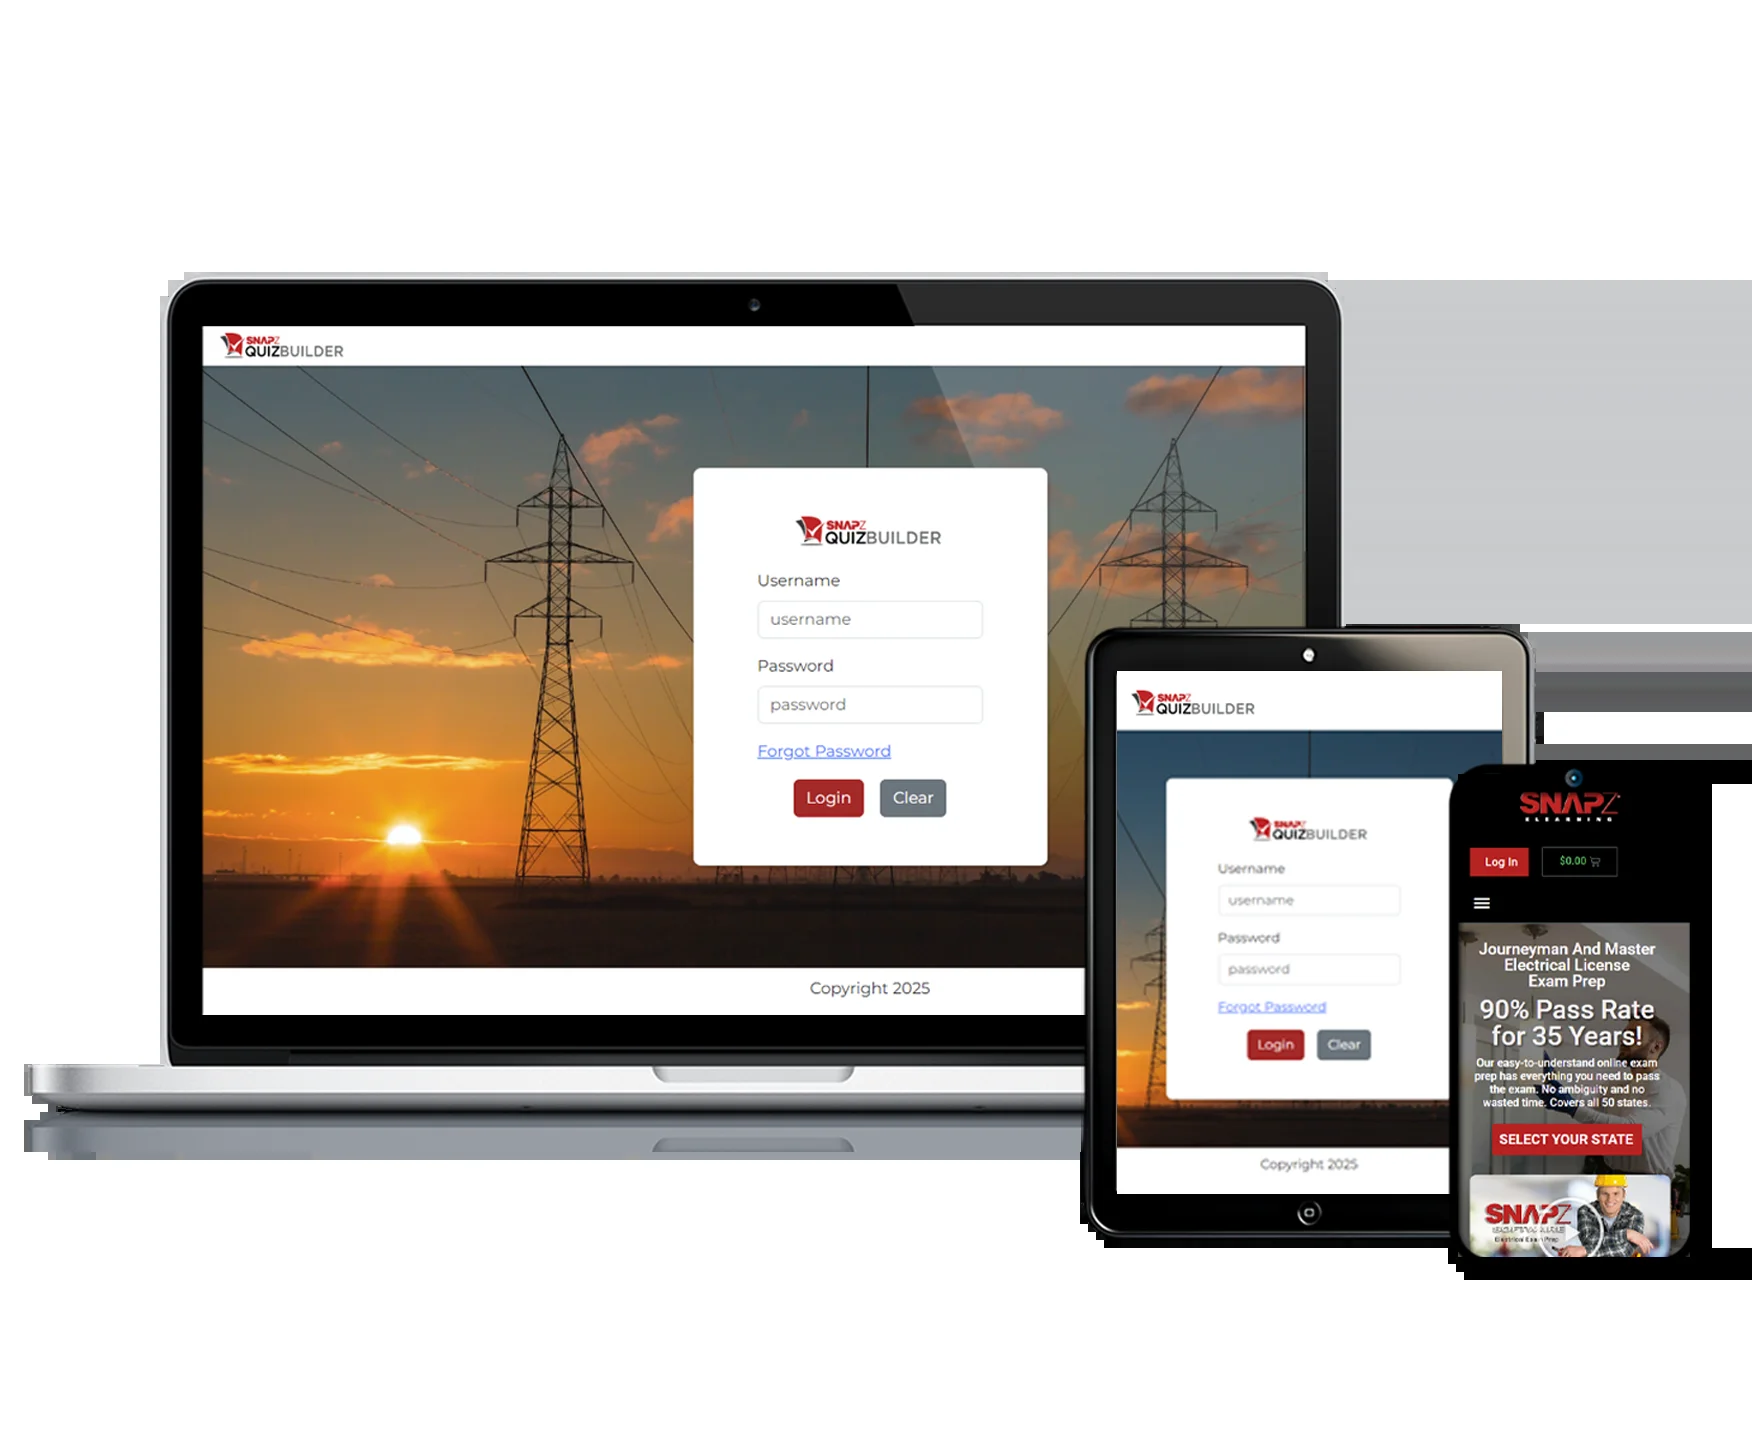 SNAPZ
QUIZBUILDER
SNAPZ
QUIZBUILDER
Username
username
Password
password
Forgot Password
Login
Clear
Copyright 2025
SNAPZ
QUIZBUILDER
SNAPZ
QUIZBUILDER
Username
username
Password
password
Forgot Password
Login
Clear
Copyright 2025
SNAPZ
ELEARNING
Log In
$0.00
Journeyman And Master
Electrical License
Exam Prep
90% Pass Rate
for 35 Years!
Our easy-to-understand online exam
prep has everything you need to pass
the exam. No ambiguity and no
wasted time. Covers all 50 states.
SELECT YOUR STATE
SNAPZ
SOFTWARE
Electrical Exam Prep